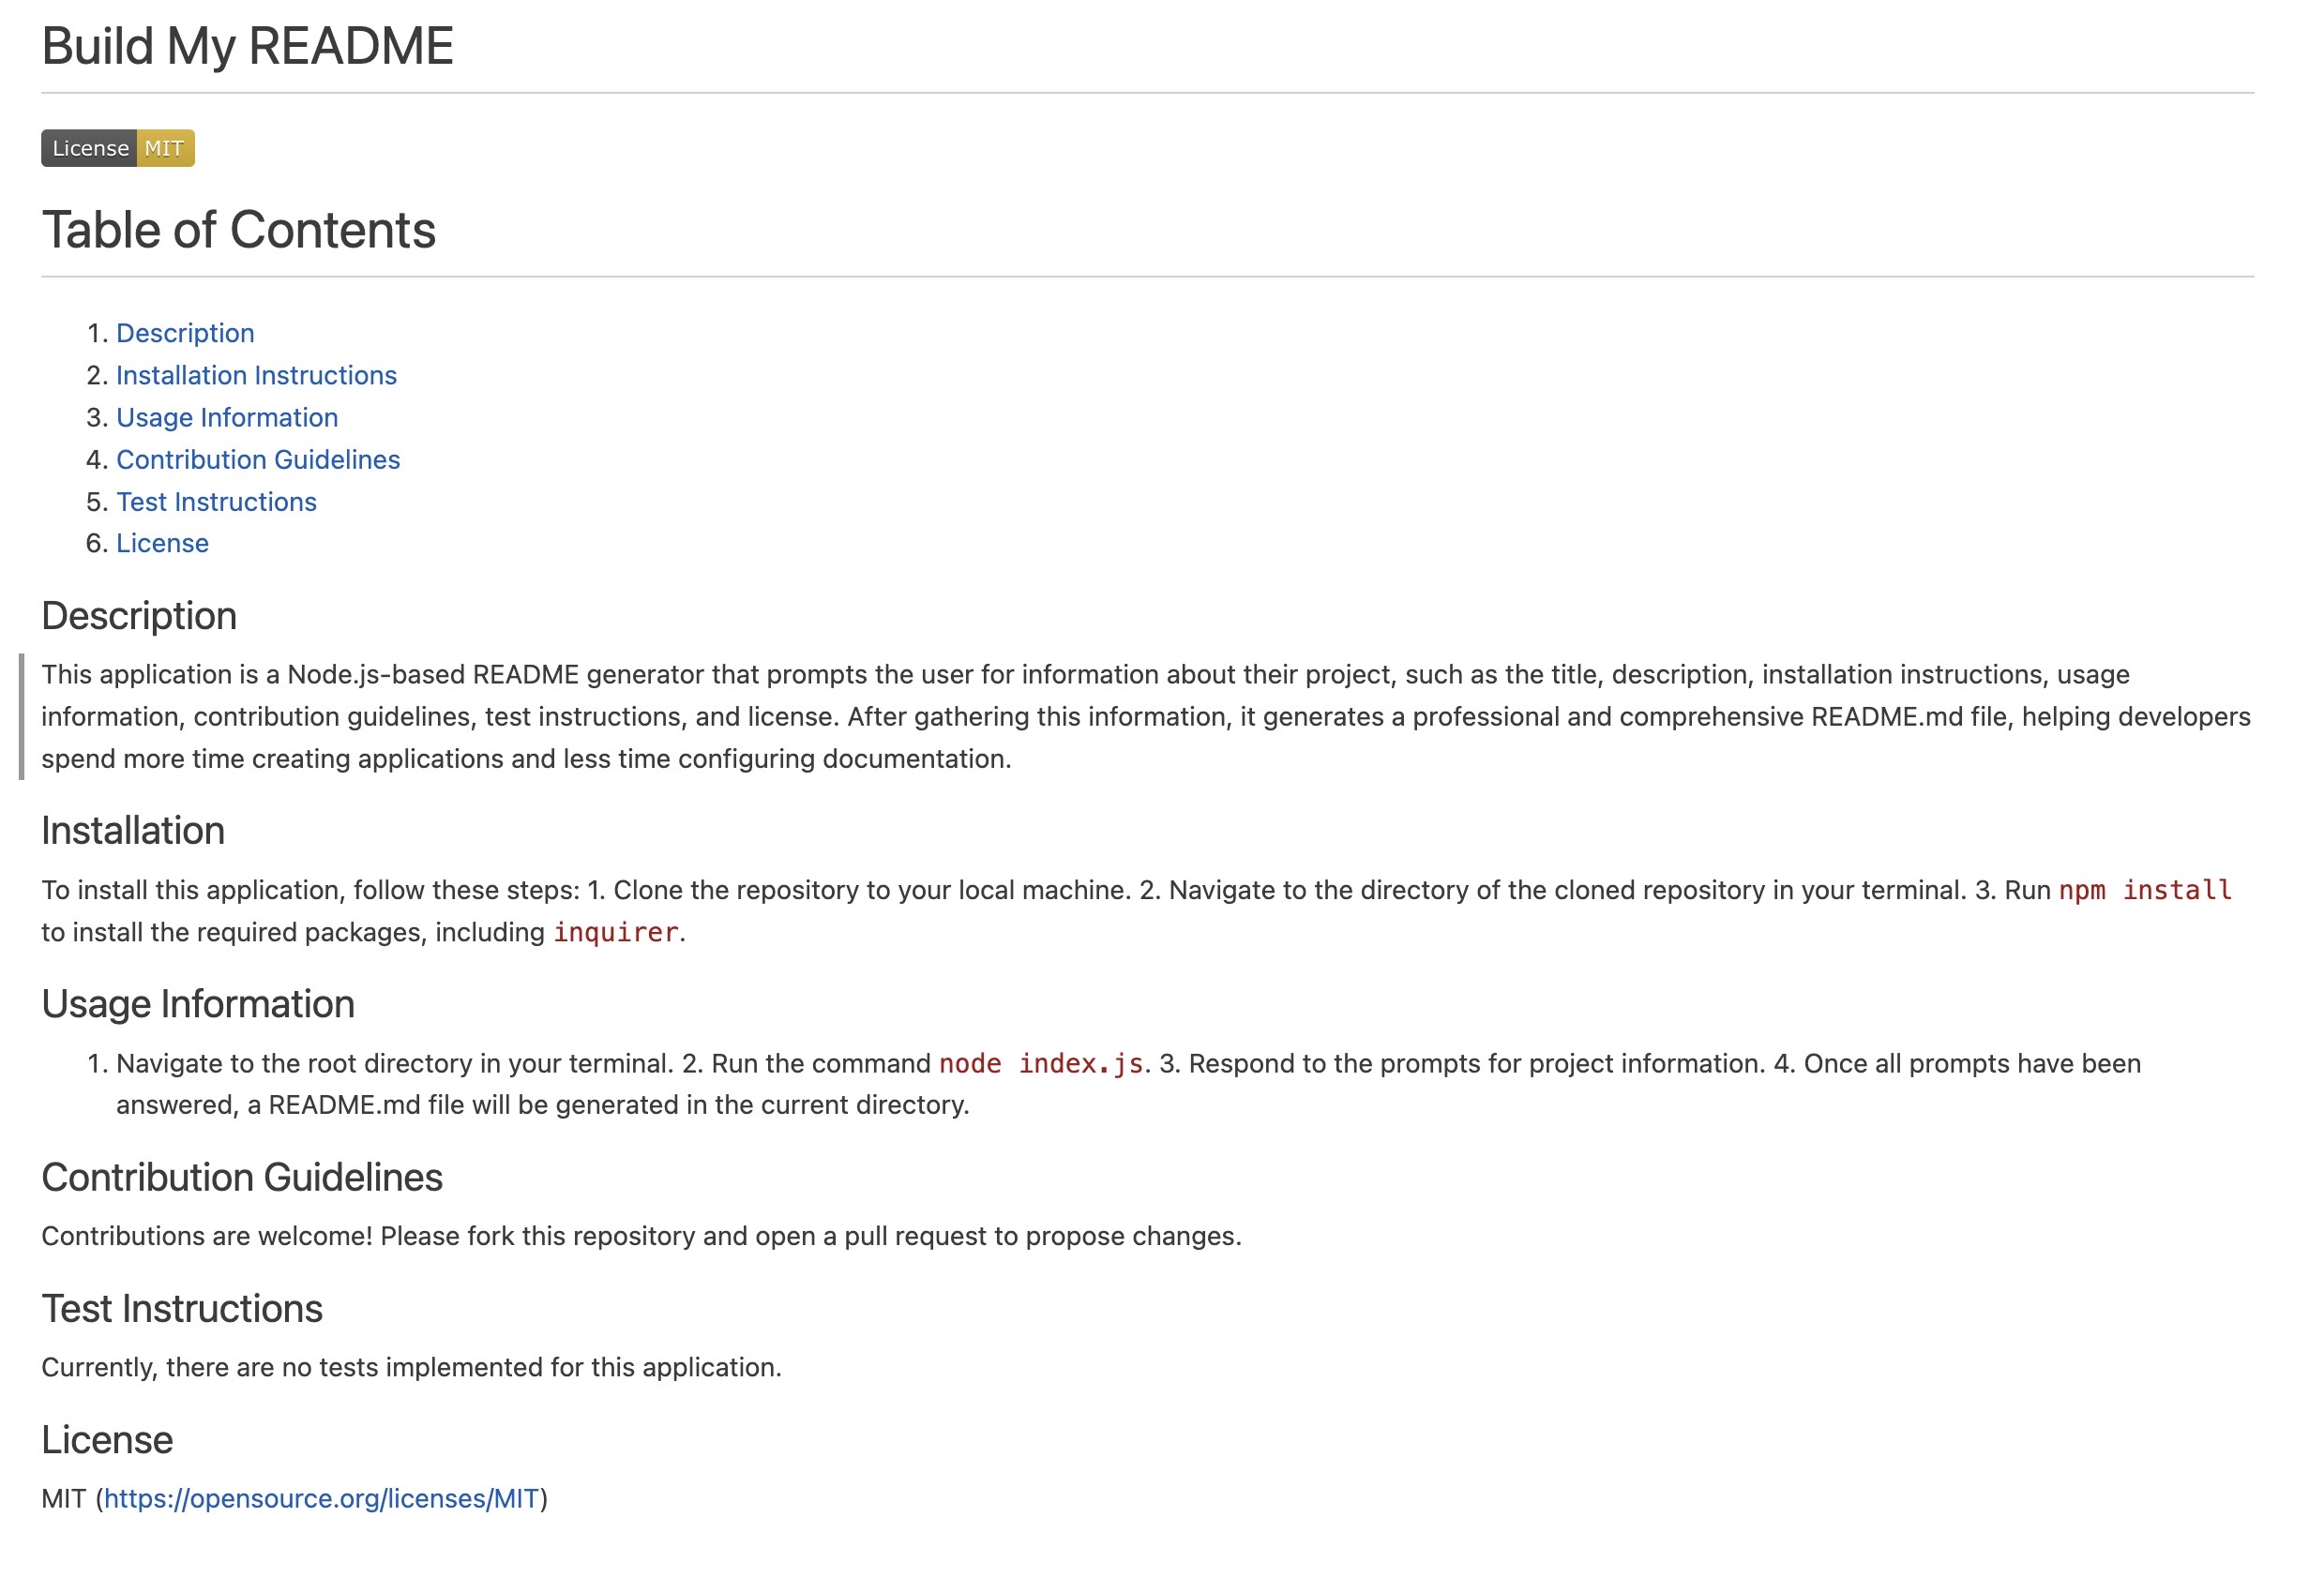 Build My README
License MIT
Table of Contents
1. Description
2. Installation Instructions
3. Usage Information
4. Contribution Guidelines
5. Test Instructions
6. License
Description
This application is a Node.js-based README generator that prompts the user for information about their project, such as the title, description, installation instructions, usage
information, contribution guidelines, test instructions, and license. After gathering this information, it generates a professional and comprehensive README.md file, helping developers
spend more time creating applications and less time configuring documentation.
Installation
To install this application, follow these steps: 1. Clone the repository to your local machine. 2. Navigate to the directory of the cloned repository in your terminal. 3. Run npm install
to install the required packages, including inquirer.
Usage Information
1. Navigate to the root directory in your terminal. 2. Run the command node index.js. 3. Respond to the prompts for project information. 4. Once all prompts have been
answered, a README.md file will be generated in the current directory.
Contribution Guidelines
Contributions are welcome! Please fork this repository and open a pull request to propose changes.
Test Instructions
Currently, there are no tests implemented for this application.
License
MIT (https://opensource.org/licenses/MIT)